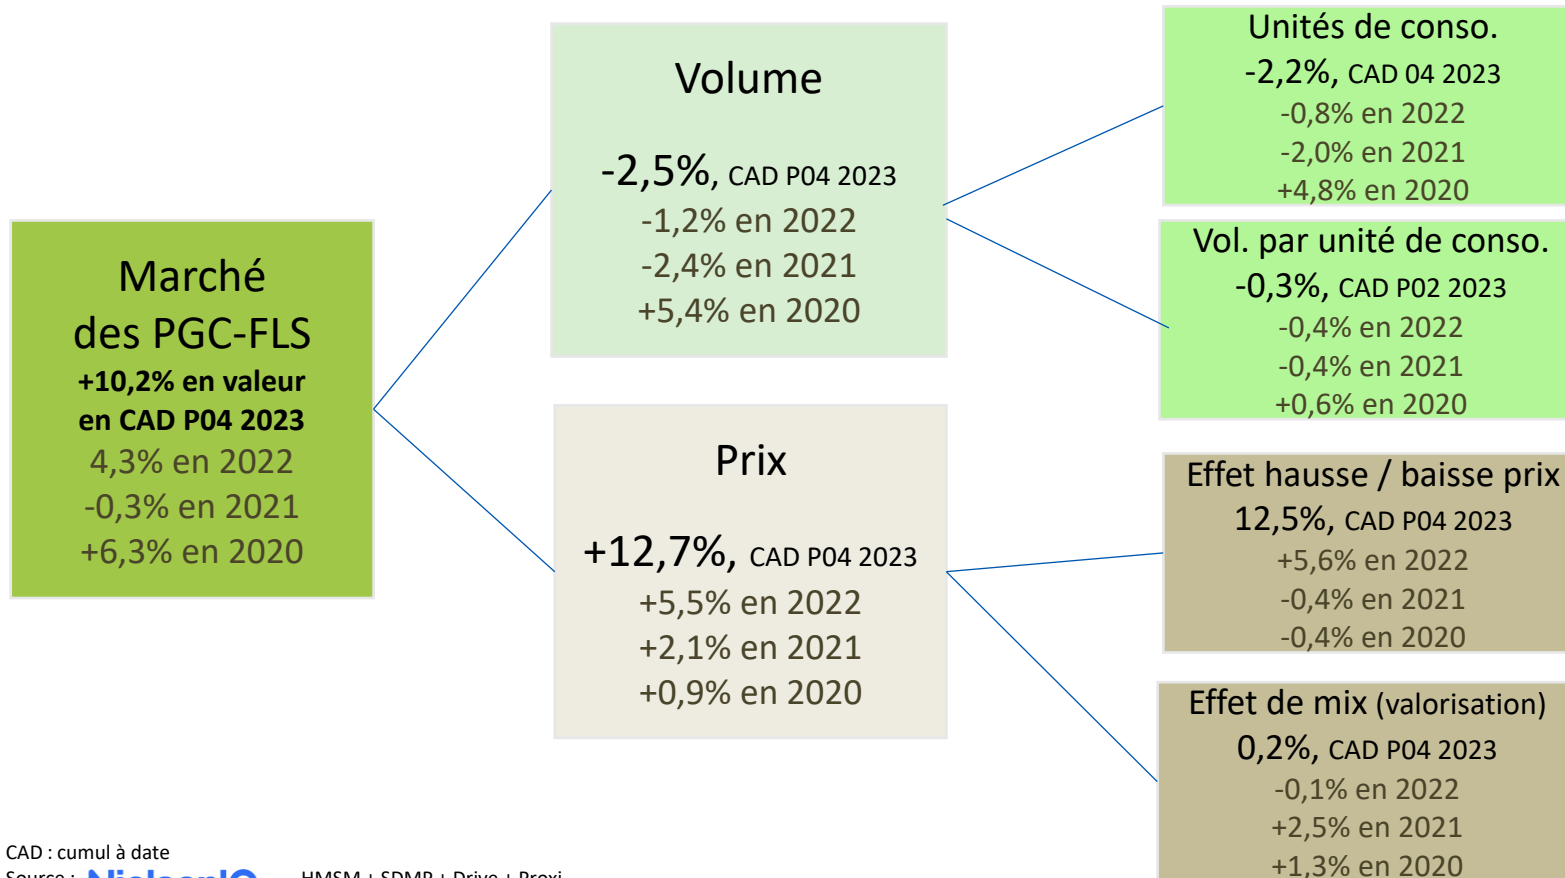 Marché
des PGC-FLS
+10,2% en valeur
en CAD P04 2023
4,3% en 2022
-0,3% en 2021
+6,3% en 2020
Volume
-2,5%, CAD P04 2023
-1,2% en 2022
-2,4% en 2021
+5,4% en 2020
Prix
+12,7%, CAD P04 2023
+5,5% en 2022
+2,1% en 2021
+0,9% en 2020
Unités de conso.
-2,2%, CAD 04 2023
-0,8% en 2022
-2,0% en 2021
+4,8% en 2020
Vol. par unité de conso.
-0,3%, CAD P02 2023
-0,4% en 2022
-0,4% en 2021
+0,6% en 2020
Effet hausse / baisse prix
12,5%, CAD P04 2023
+5,6% en 2022
-0,4% en 2021
-0,4% en 2020
Effet de mix (valorisation)
0,2%, CAD P04 2023
-0,1% en 2022
+2,5% en 2021
+1,3% en 2020
CAD : cumul à date
Source : NielsenIQ HMSM + SDMP + Drive + Proxi